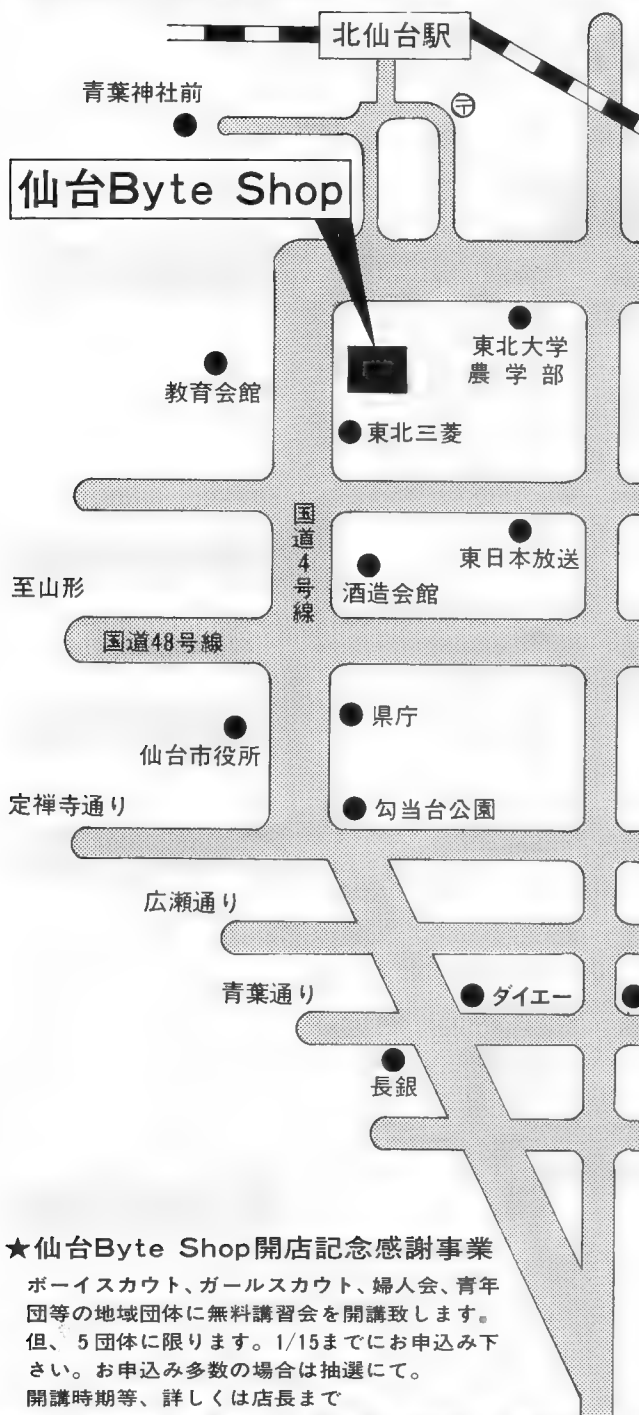 北仙台駅
青葉神社前
〒
仙台Byte Shop
東北大学
農学部
教育会館
東北三菱
国道4号線
東日本放送
至山形
酒造会館
国道48号線
県庁
仙台市役所
定禅寺通り
勾当台公園
広瀬通り
青葉通り
ダイエー
長銀
★仙台Byte Shop開店記念感謝事業
ボーイスカウト、ガールスカウト、婦人会、青年
団等の地域団体に無料講習会を開講致します。
但、5団体に限ります。1/15までにお申込み下
さい。お申込み多数の場合は抽選にて。
開講時期等、詳しくは店長まで